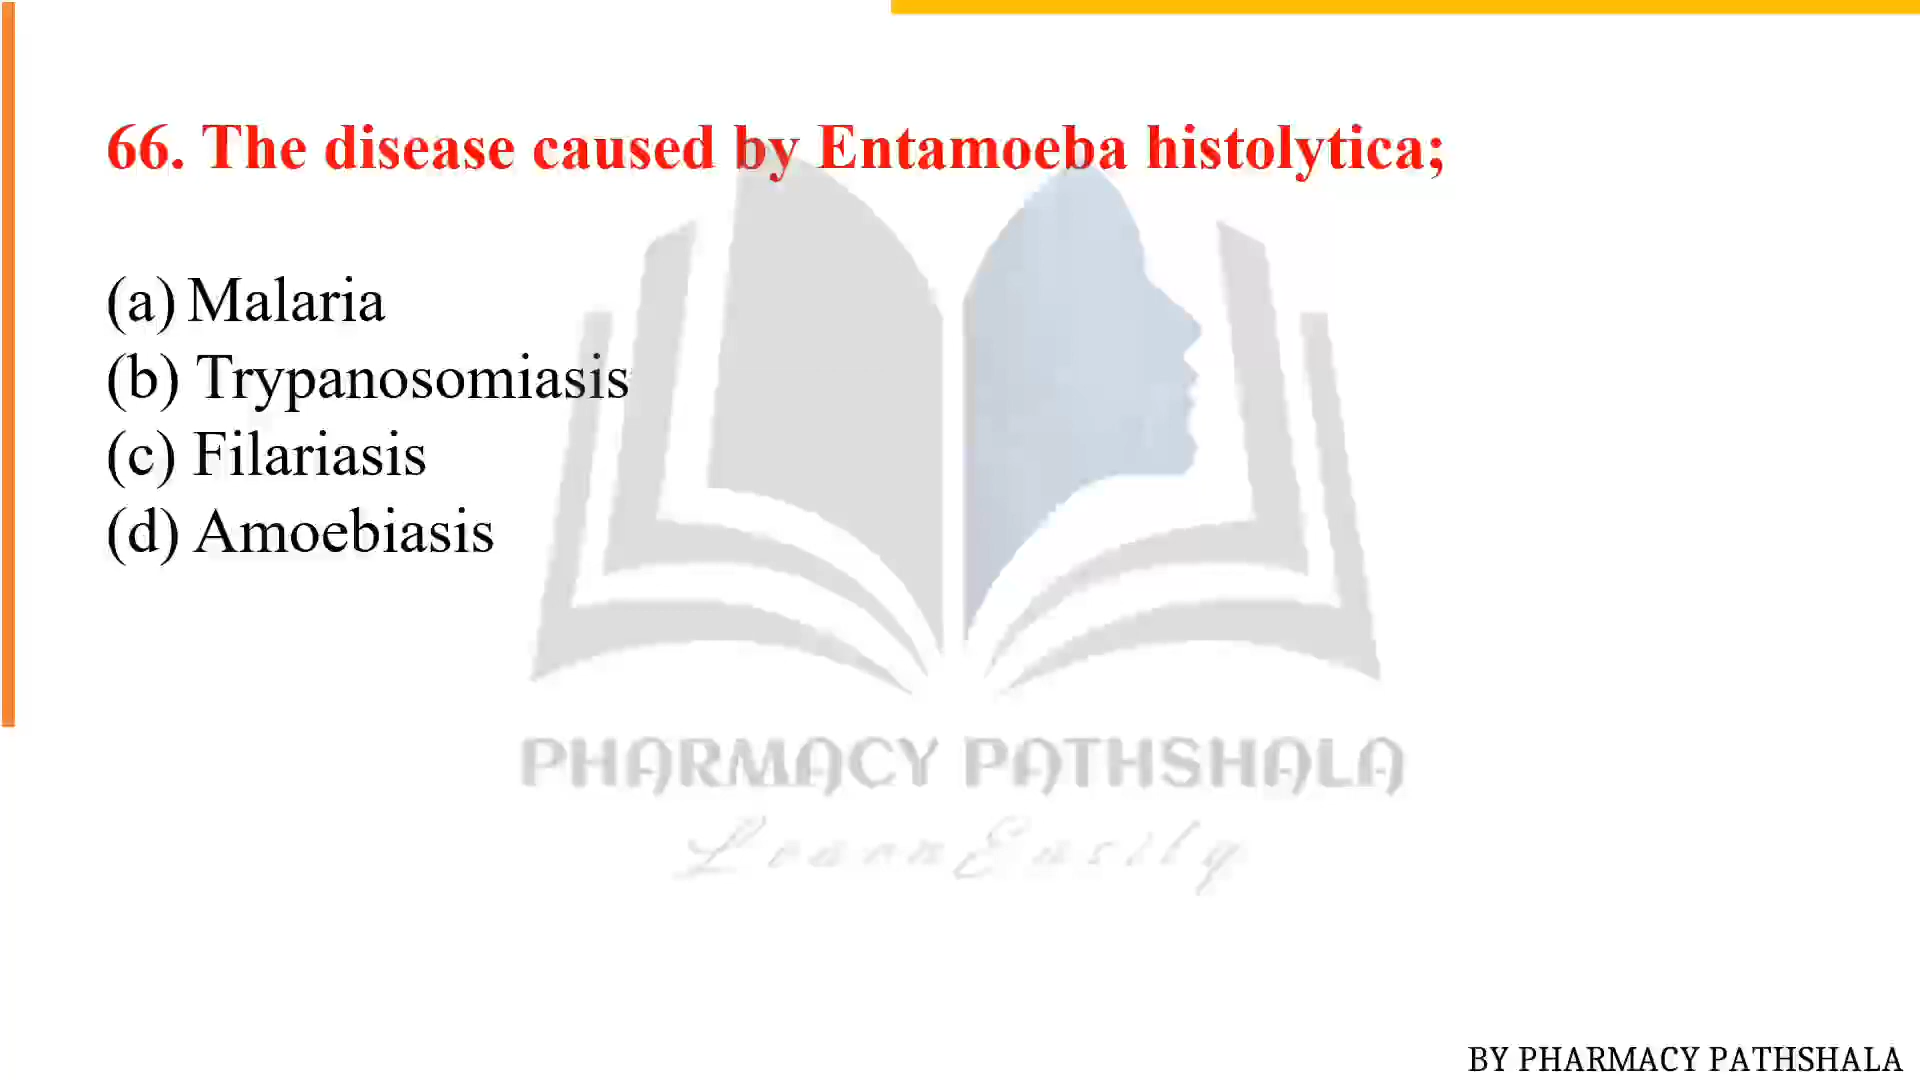 66. The disease caused by Entamoeba histolytica;
(a) Malaria
(b) Trypanosomiasis
(c) Filariasis
(d) Amoebiasis
PHARMACY PATHSHALA
Learn Easily
BY PHARMACY PATHSHALA